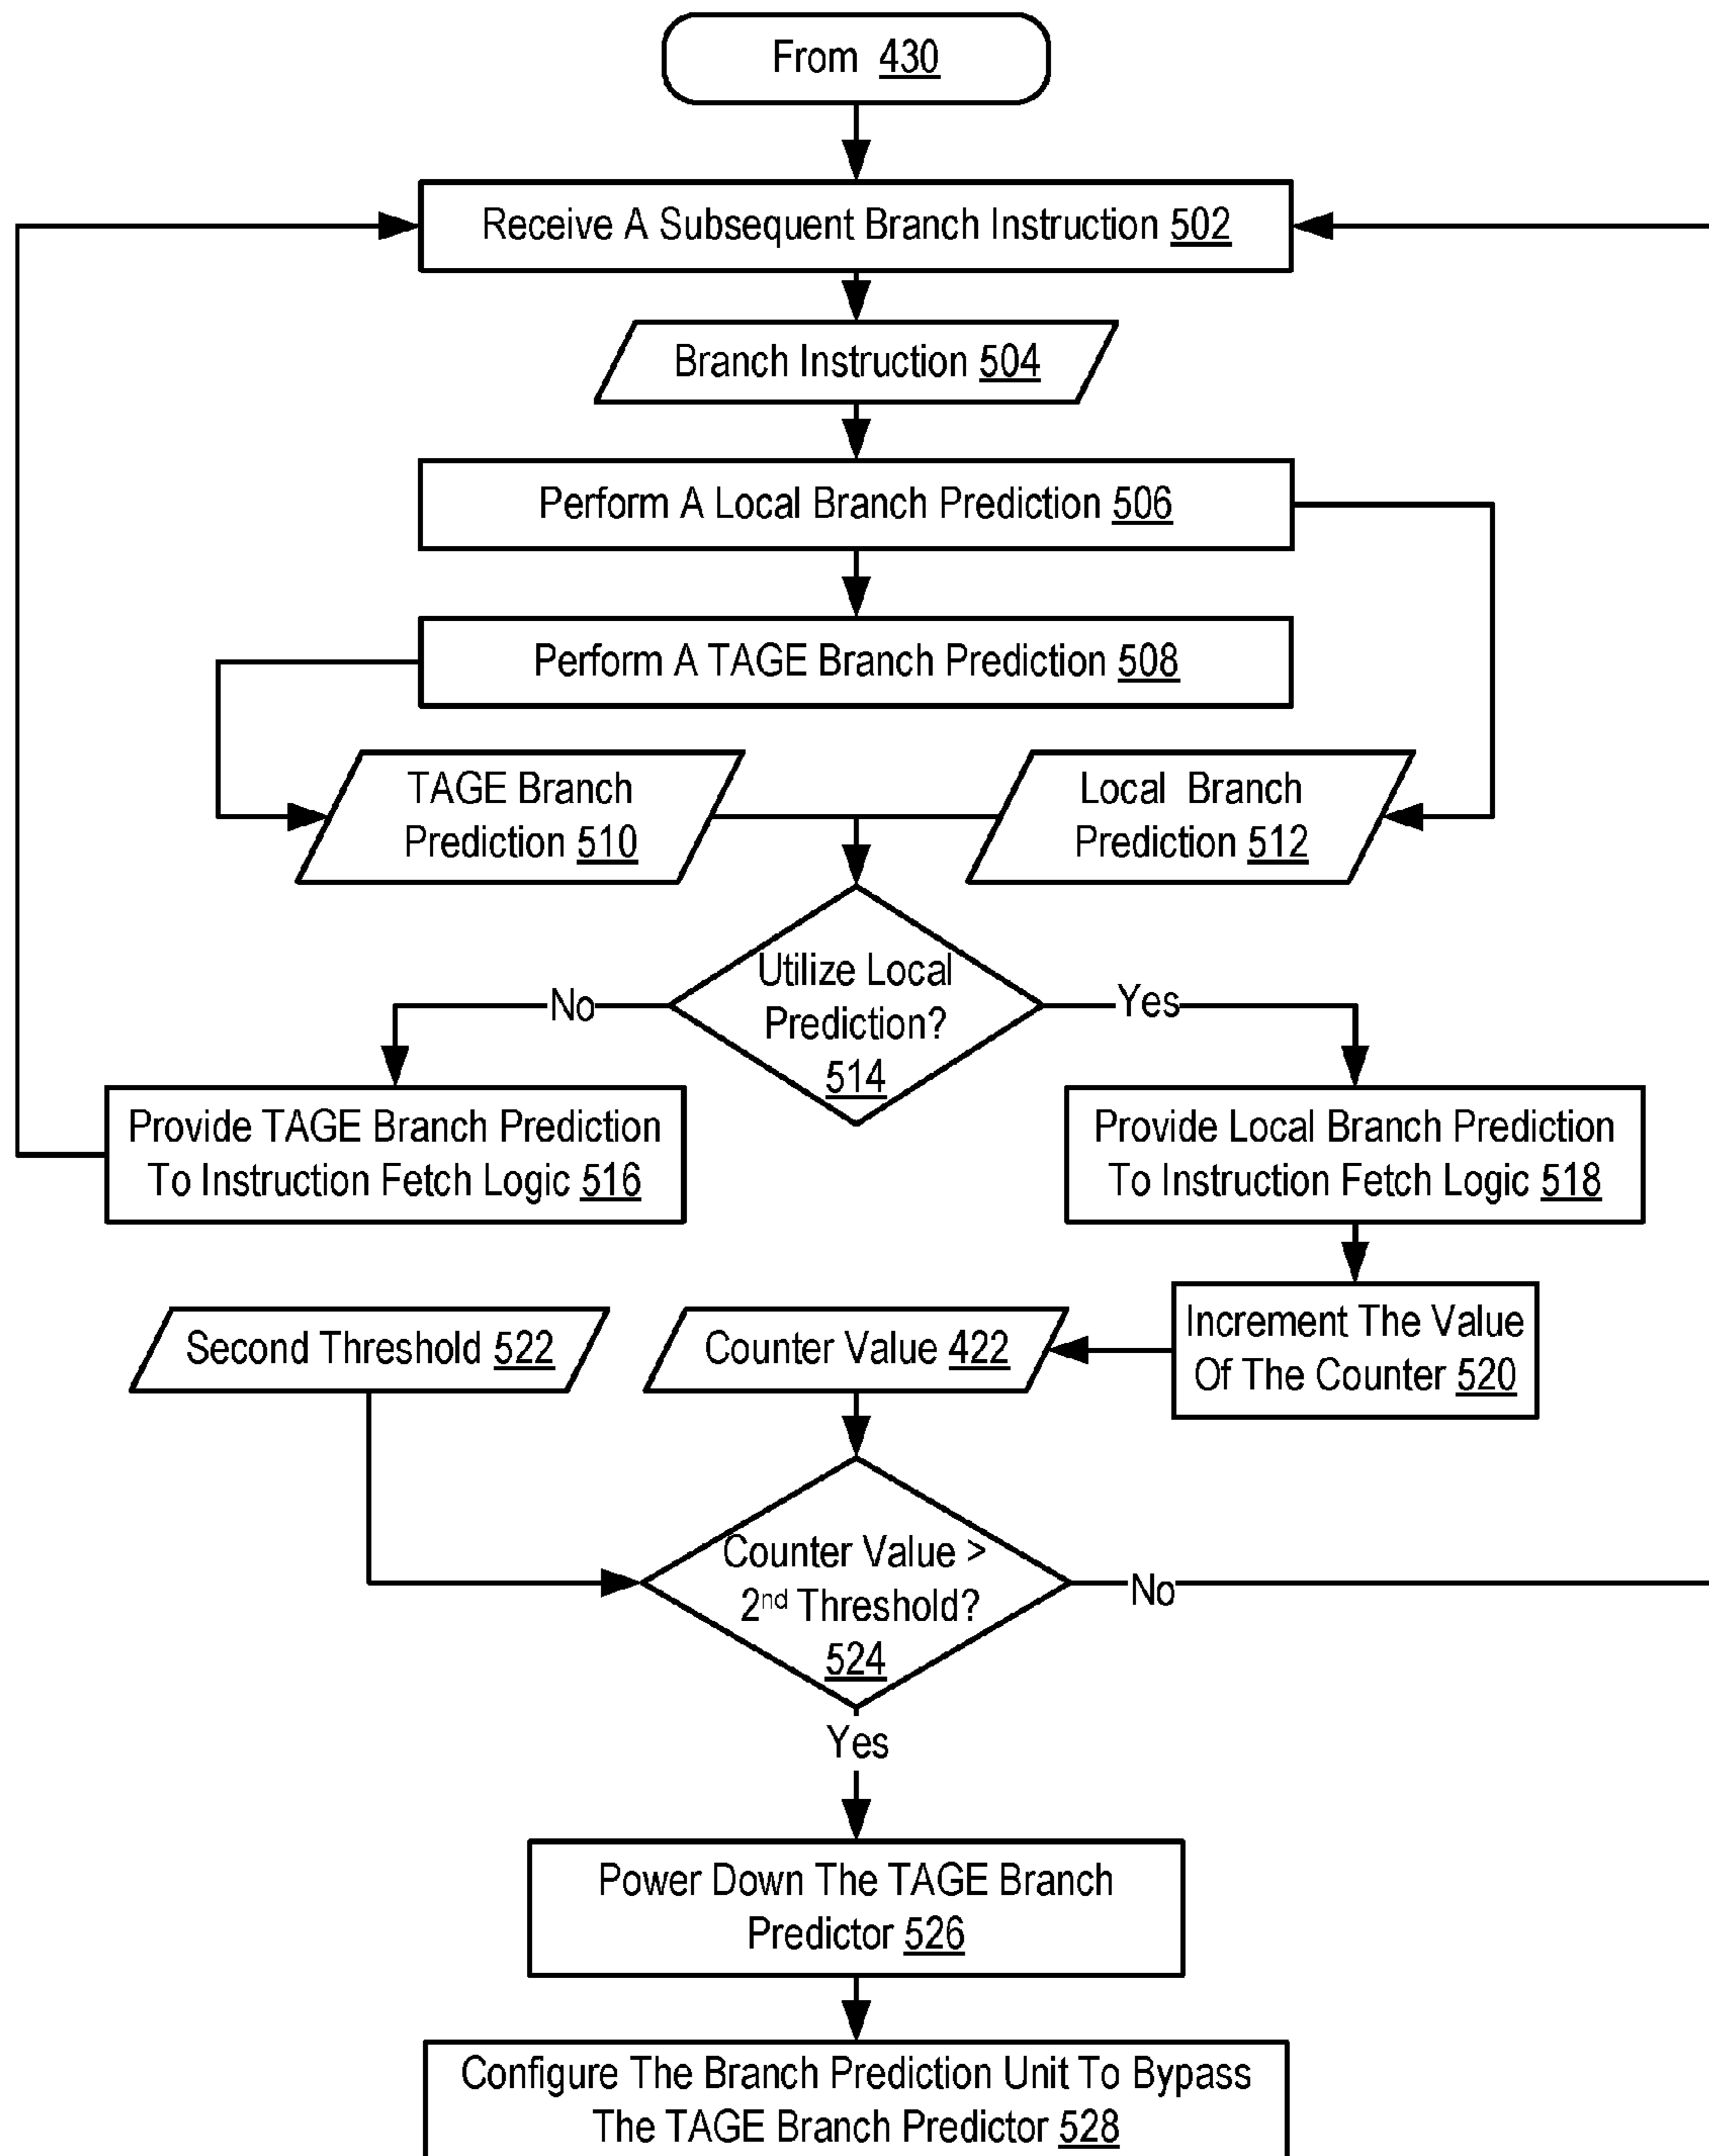 From 430
Receive A Subsequent Branch Instruction 502
Branch Instruction 504
Perform A Local Branch Prediction 506
Perform A TAGE Branch Prediction 508
TAGE Branch
Prediction 510
Local Branch
Prediction 512
Utilize Local
Prediction?
514
No
Yes
Provide TAGE Branch Prediction
To Instruction Fetch Logic 516
Provide Local Branch Prediction
To Instruction Fetch Logic 518
Increment The Value
Of The Counter 520
Second Threshold 522
Counter Value 422
Counter Value >
2nd Threshold?
524
No
Yes
Power Down The TAGE Branch
Predictor 526
Configure The Branch Prediction Unit To Bypass
The TAGE Branch Predictor 528